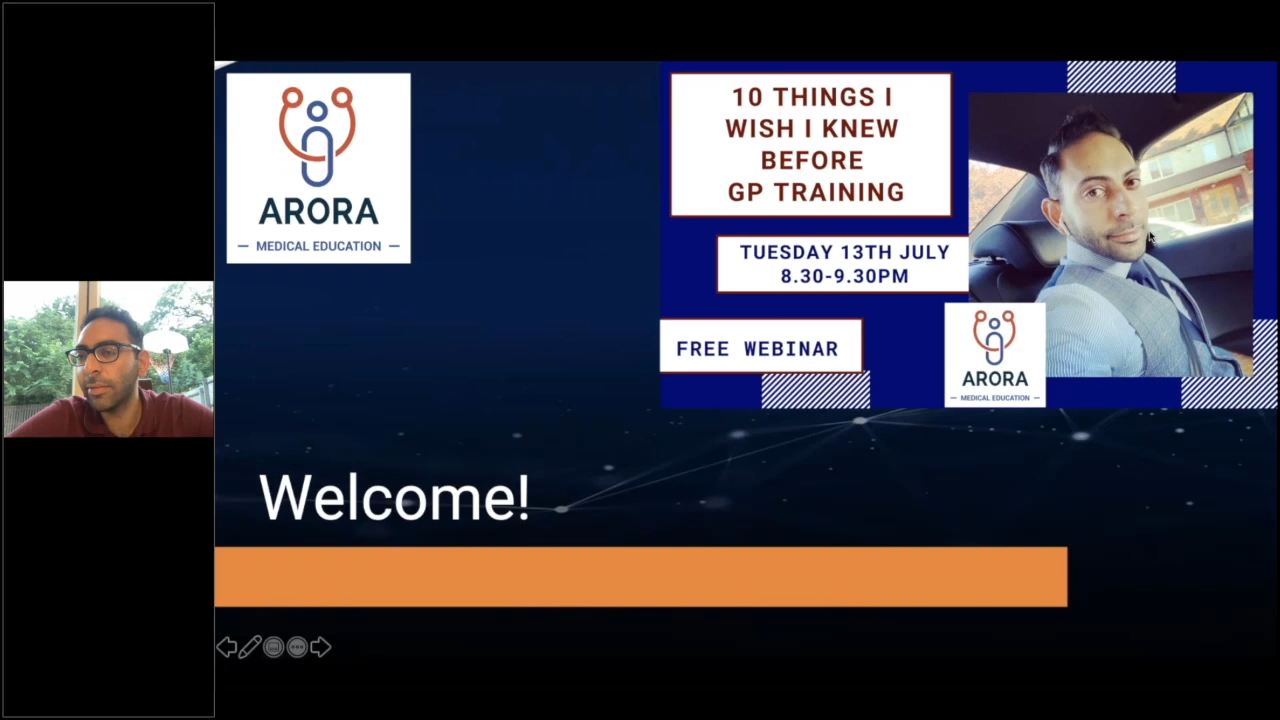 ARORA
MEDICAL EDUCATION
10 THINGS I
WISH I KNEW
BEFORE
GP TRAINING
TUESDAY 13TH JULY
8.30-9.30PM
FREE WEBINAR
ARORA
MEDICAL EDUCATION
Welcome!